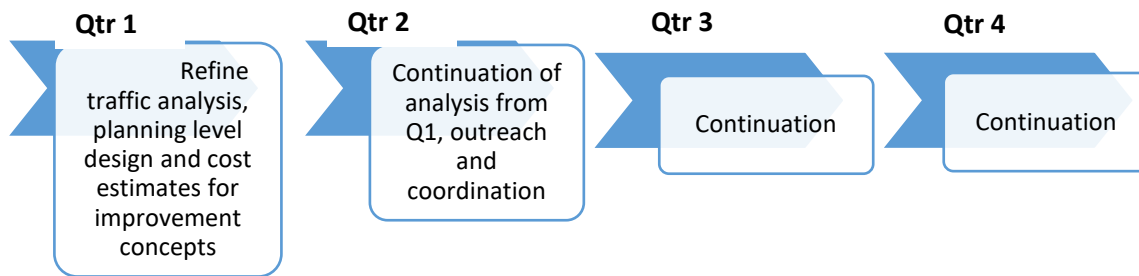 Qtr 1
Refine
traffic analysis,
planning level
design and cost
estimates for
improvement
concepts
Qtr 2
Continuation of
analysis from
Q1, outreach
and
coordination
Qtr 3
Continuation
Qtr 4
Continuation